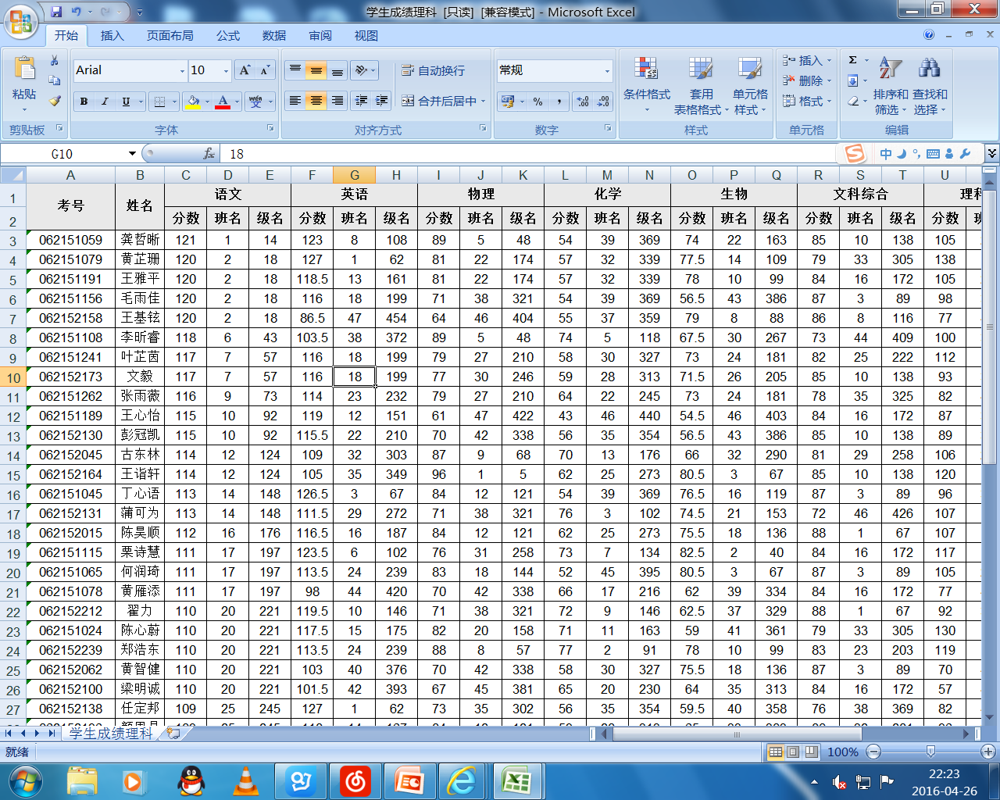 学生成绩理科 [只读] [兼容模式] - Microsoft Excel
开始 插入 页面布局 公式 数据 审阅 视图
粘贴 Arial 10 自动换行 常规 条件格式 套用 表格格式 单元格 样式 插入 Σ 排序和 筛选 查找和 选择
B I U A wén 变 合并后居中 % , 删除 格式
剪贴板 字体 对齐方式 数字 样式 单元格 编辑
G10 fx 18 中
A B C D E F G H I J K L M N O P Q R S T U
1 考号 姓名 语文 英语 物理 化学 生物 文科综合
2 分数 班名 级名 分数 班名 级名 分数 班名 级名 分数 班名 级名 分数 班名 级名 分数 班名 级名 分数
3 062151059 龚哲晰 121 1 14 123 8 108 89 5 48 54 39 369 74 22 163 85 10 138 105
4 062151079 黄芷珊 120 2 18 127 1 62 81 22 174 57 32 339 77.5 14 109 79 33 305 138
5 062151191 王雅平 120 2 18 118.5 13 161 81 22 174 57 32 339 78 10 99 84 16 172 105
6 062151156 毛雨佳 120 2 18 116 18 199 71 38 321 54 39 369 56.5 43 386 87 3 89 98
7 062152158 王基铉 120 2 18 86.5 47 454 64 46 404 55 37 359 79 8 88 86 8 116 77
8 062151108 李昕睿 118 6 43 103.5 38 372 89 5 48 74 5 118 67.5 30 267 73 44 409 100
9 062151241 叶芷茵 117 7 57 116 18 199 79 27 210 58 30 327 73 24 181 82 25 222 112
10 062152173 文毅 117 7 57 116 18 199 77 30 246 59 28 313 71.5 26 205 85 10 138 93
11 062151262 张雨薇 116 9 73 114 23 232 79 27 210 64 22 245 73 24 181 78 35 325 82
12 062151189 王心怡 115 10 92 119 12 151 61 47 422 43 46 440 54.5 46 403 84 16 172 87
13 062152130 彭冠凯 115 10 92 115.5 22 210 70 42 338 56 35 354 56.5 43 386 85 10 138 89
14 062152045 古东林 114 12 124 109 32 303 87 9 68 70 13 176 66 32 290 81 29 258 106
15 062152164 王诣轩 114 12 124 105 35 349 96 1 5 62 25 273 80.5 3 67 85 10 138 120
16 062151045 丁心语 113 14 148 126.5 3 67 84 12 121 54 39 369 76.5 16 119 87 3 89 96
17 062152131 蒲可为 113 14 148 111.5 29 272 71 38 321 76 3 102 74.5 21 153 72 46 426 107
18 062152015 陈昊顺 112 16 176 116.5 16 187 84 12 121 62 25 273 75.5 18 136 88 1 67 107
19 062151115 栗诗慧 111 17 197 123.5 6 102 76 31 258 73 7 134 82.5 2 40 84 16 172 117
20 062151065 何润琦 111 17 197 113.5 24 239 83 18 144 52 45 395 80.5 3 67 87 3 89 105
21 062151078 黄雁添 111 17 197 98 44 420 70 42 338 66 17 216 62 39 334 84 16 172 77
22 062152212 翟力 110 20 221 119.5 10 146 71 38 321 72 9 146 62.5 37 329 88 1 67 92
23 062151024 陈心蔚 110 20 221 117.5 15 175 82 20 158 71 11 163 59 41 361 79 33 305 130
24 062152239 郑浩东 110 20 221 113.5 24 239 88 8 57 77 2 91 78 10 99 83 23 203 119
25 062152062 黄智健 110 20 221 103 40 376 70 42 338 58 30 327 75.5 18 136 87 3 89 70
26 062152100 梁明诚 110 20 221 101.5 42 393 67 45 381 65 20 230 64 35 313 84 16 172 57
27 062152138 任定邦 109 25 245 127 1 62 73 35 302 56 35 354 59.5 40 358 76 38 369 82
学生成绩理科
就绪 100%
22:23
2016-04-26